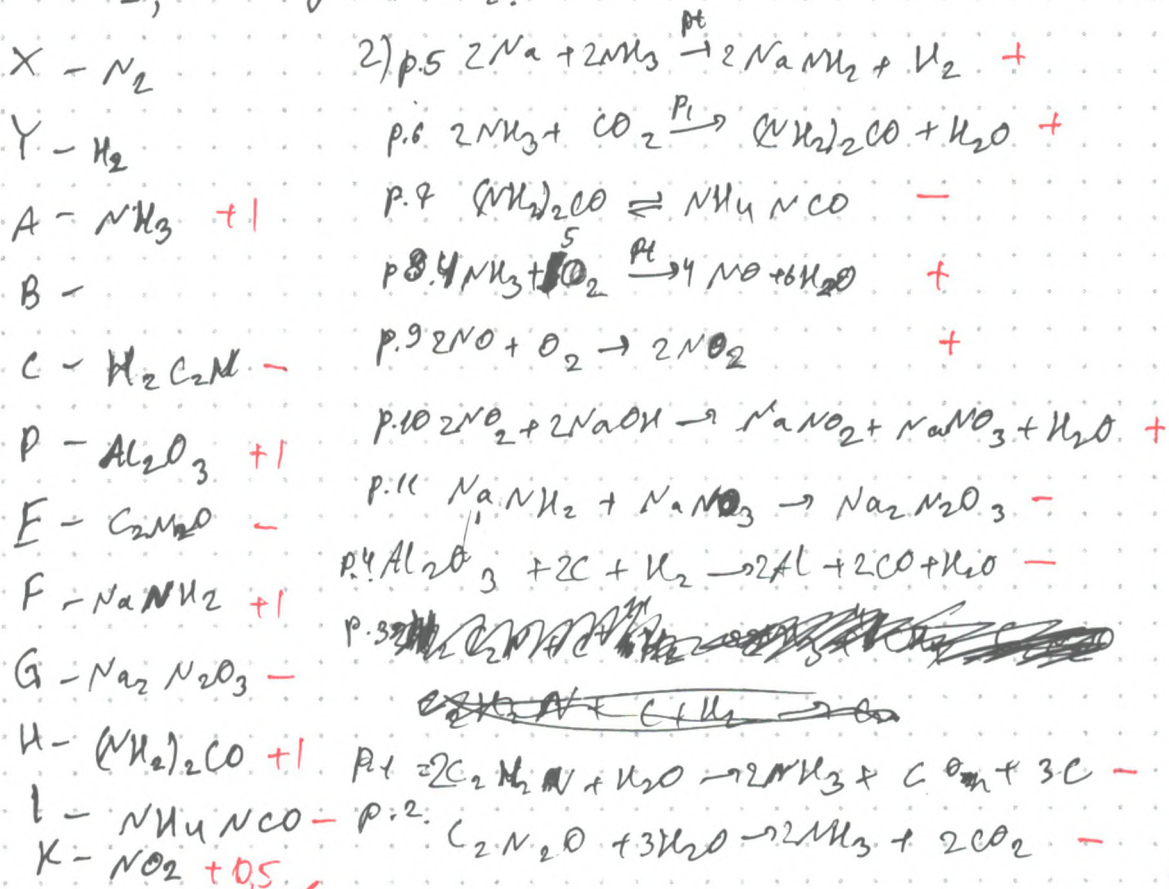 X - N2
Y - H2
A - NH3 +1
B -
C - H2C2N -
D - Al2O3 +1
E - C2N2O -
F - NaNH2 +1
G - Na2N2O3 -
H - (NH2)2CO +1
I - NH4NCO -
K - NO2 +0,5
2) p.5 2Na + 2NH3 →Pt 2NaNH2 + H2 +
p.6 2NH3 + CO2 → (NH2)2CO + H2O +
p.7 (NH2)2CO ⇌ NH4NCO -
p8. 4NH3 + 5O2 →Pt 4NO + 6H2O +
p.9 2NO + O2 → 2NO2 +
p.10 2NO2 + 2NaOH → NaNO2 + NaNO3 + H2O +
p.11 NaNH2 + NaNO3 → Na2N2O3 -
p.4 Al2O3 + 2C + H2 → 2Al + 2CO + H2O -
p.3
p.1 2C2H2N + H2O → 2NH3 + + 3C -
p.2.
C2N2O + 3H2O → 2NH3 + 2CO2 -